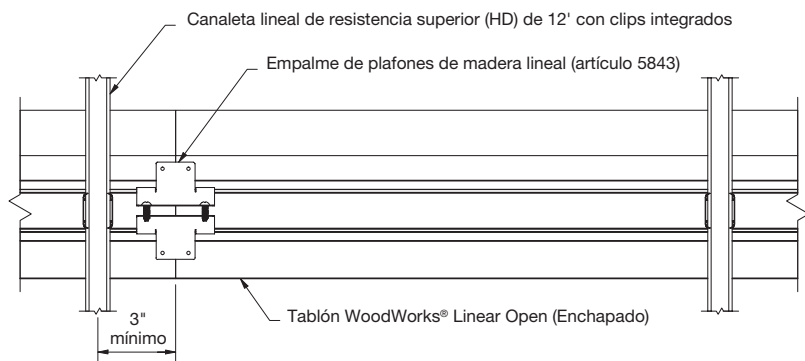 Canaleta lineal de resistencia superior (HD) de 12' con clips integrados
Empalme de plafones de madera lineal (artículo 5843)
Tablón WoodWorks® Linear Open (Enchapado)
3"
mínimo